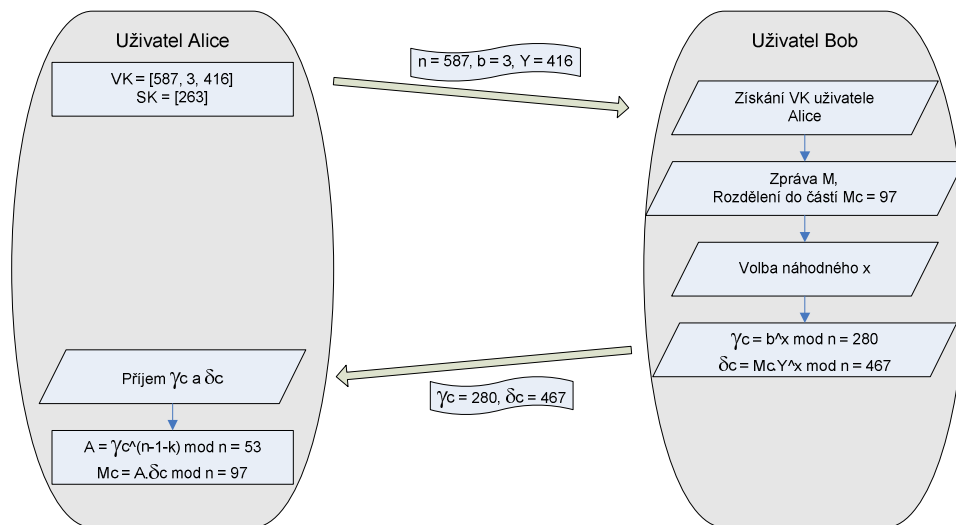 Uživatel Alice
VK = [587, 3, 416]
SK = [263]
n = 587, b = 3, Y = 416
Uživatel Bob
Získání VK uživatele
Alice
Zpráva M,
Rozdělení do částí Mc = 97
Volba náhodného x
γc = b^x mod n = 280
δc = Mc.Y^x mod n = 467
γc = 280, δc = 467
Příjem γc a δc
A = γc^(n-1-k) mod n = 53
Mc = A.δc mod n = 97